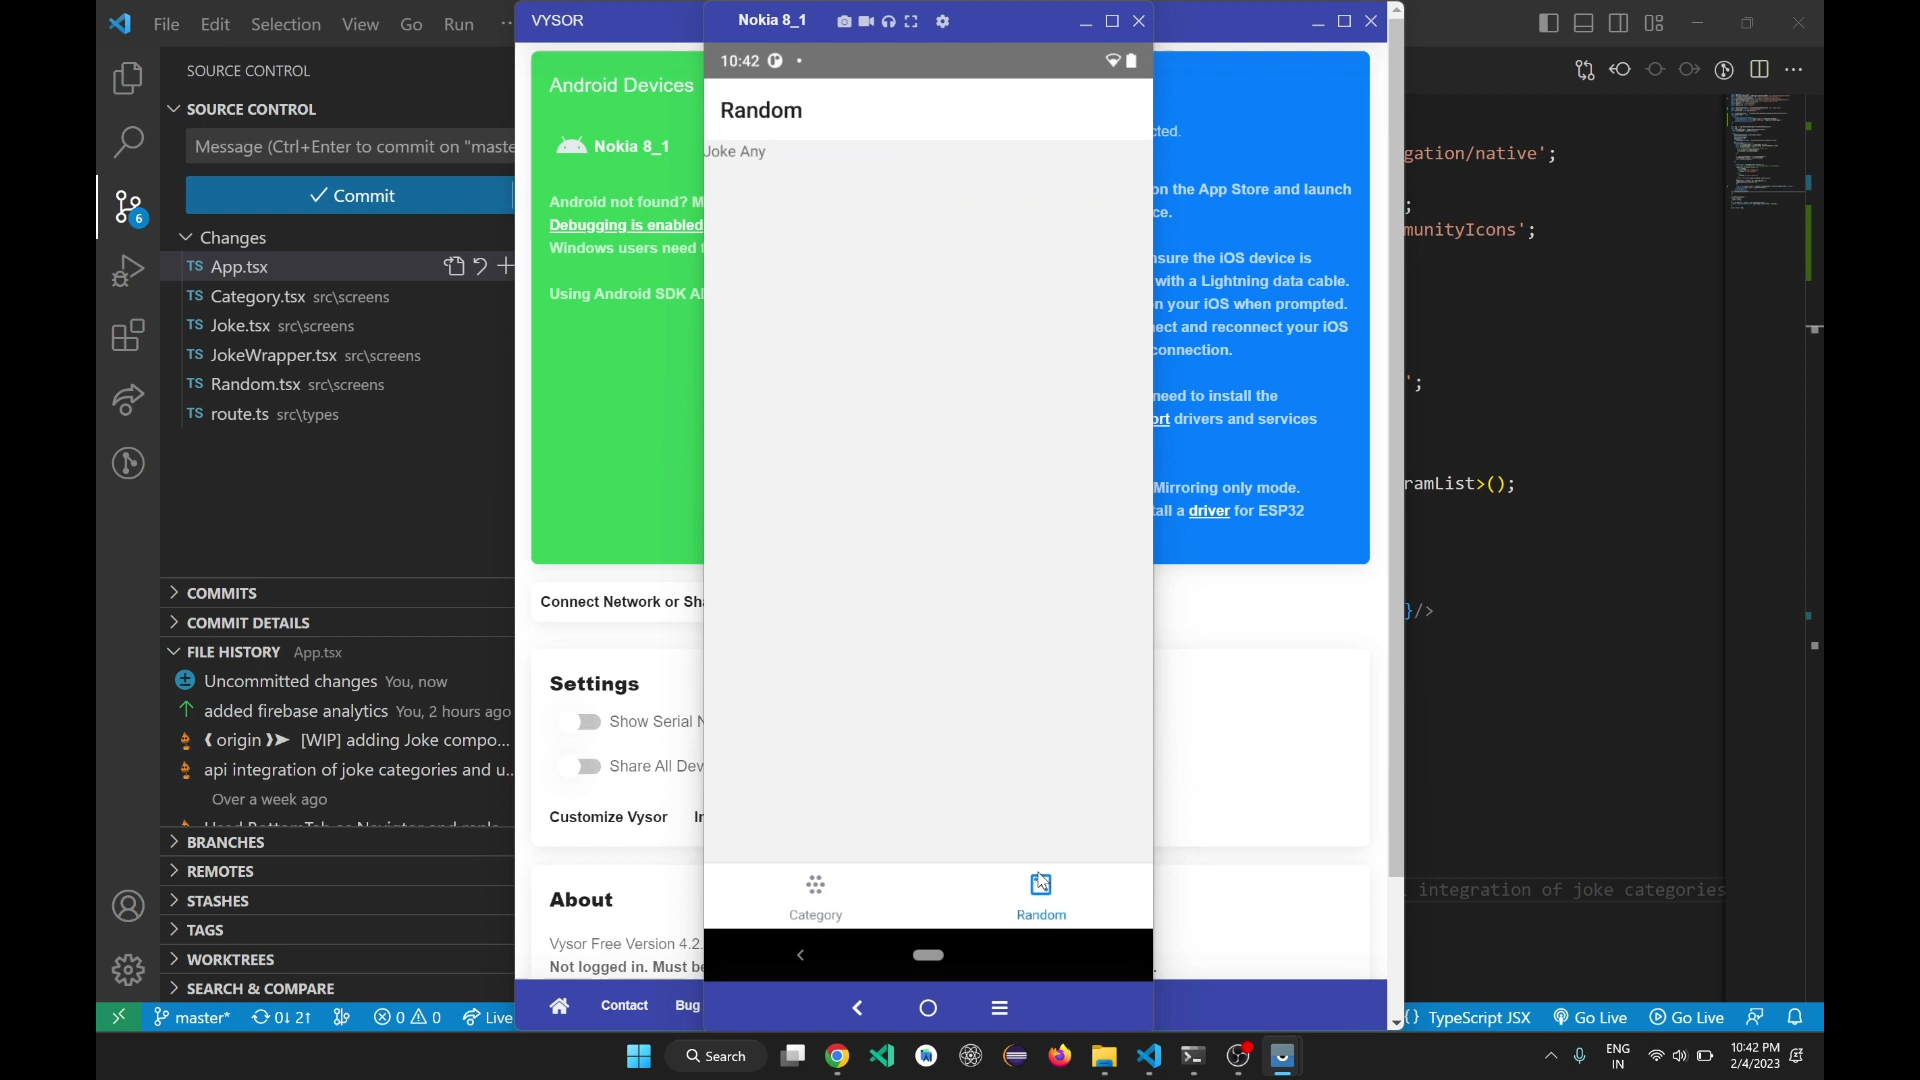 File Edit Selection View Go Run ···
SOURCE CONTROL
SOURCE CONTROL
Message (Ctrl+Enter to commit on "maste
Commit
6
Changes
TS App.tsx
TS Category.tsx src\screens
TS Joke.tsx src\screens
TS JokeWrapper.tsx src\screens
TS Random.tsx src\screens
TS route.ts src\types
COMMITS
COMMIT DETAILS
FILE HISTORY App.tsx
Uncommitted changes You, now
added firebase analytics You, 2 hours ago
origin [WIP] adding Joke compo...
api integration of joke categories and u...
Over a week ago
BRANCHES
REMOTES
STASHES
TAGS
WORKTREES
SEARCH & COMPARE
master* 0↓ 2↑ 0 0 Live
VYSOR
Android Devices
Nokia 8_1
Android not found? M
Debugging is enabled
Windows users need
Using Android SDK A
Connect Network or Sha
Settings
Show Serial N
Share All Dev
Customize Vysor
About
Vysor Free Version 4.2.
Not logged in. Must be
Contact Bug
Nokia 8_1
10:42
Random
Joke Any
Category
Random
cted.
on the App Store and launch
ce.
nsure the iOS device is
with a Lightning data cable.
n your iOS when prompted.
ect and reconnect your iOS
connection.
need to install the
ort drivers and services
Mirroring only mode.
tall a driver for ESP32
gation/native';
;
munityIcons';
';
ramList>();
}/>
integration of joke categories
{} TypeScript JSX Go Live Go Live
Search
ENG
IN
10:42 PM
2/4/2023